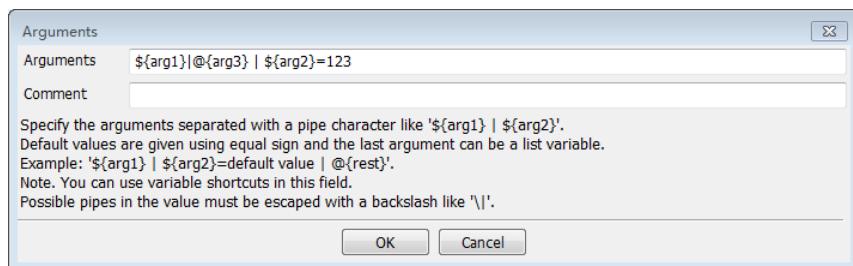 Arguments
Arguments ${arg1}|@{arg3} | ${arg2}=123
Comment
Specify the arguments separated with a pipe character like '${arg1} | ${arg2}'.
Default values are given using equal sign and the last argument can be a list variable.
Example: '${arg1} | ${arg2}=default value | @{rest}'.
Note. You can use variable shortcuts in this field.
Possible pipes in the value must be escaped with a backslash like '\|'.
OK Cancel